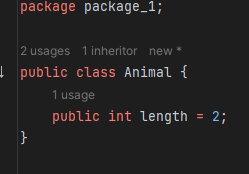 package package_1;
2 usages 1 inheritor new *
public class Animal {
1 usage
public int length = 2;
}